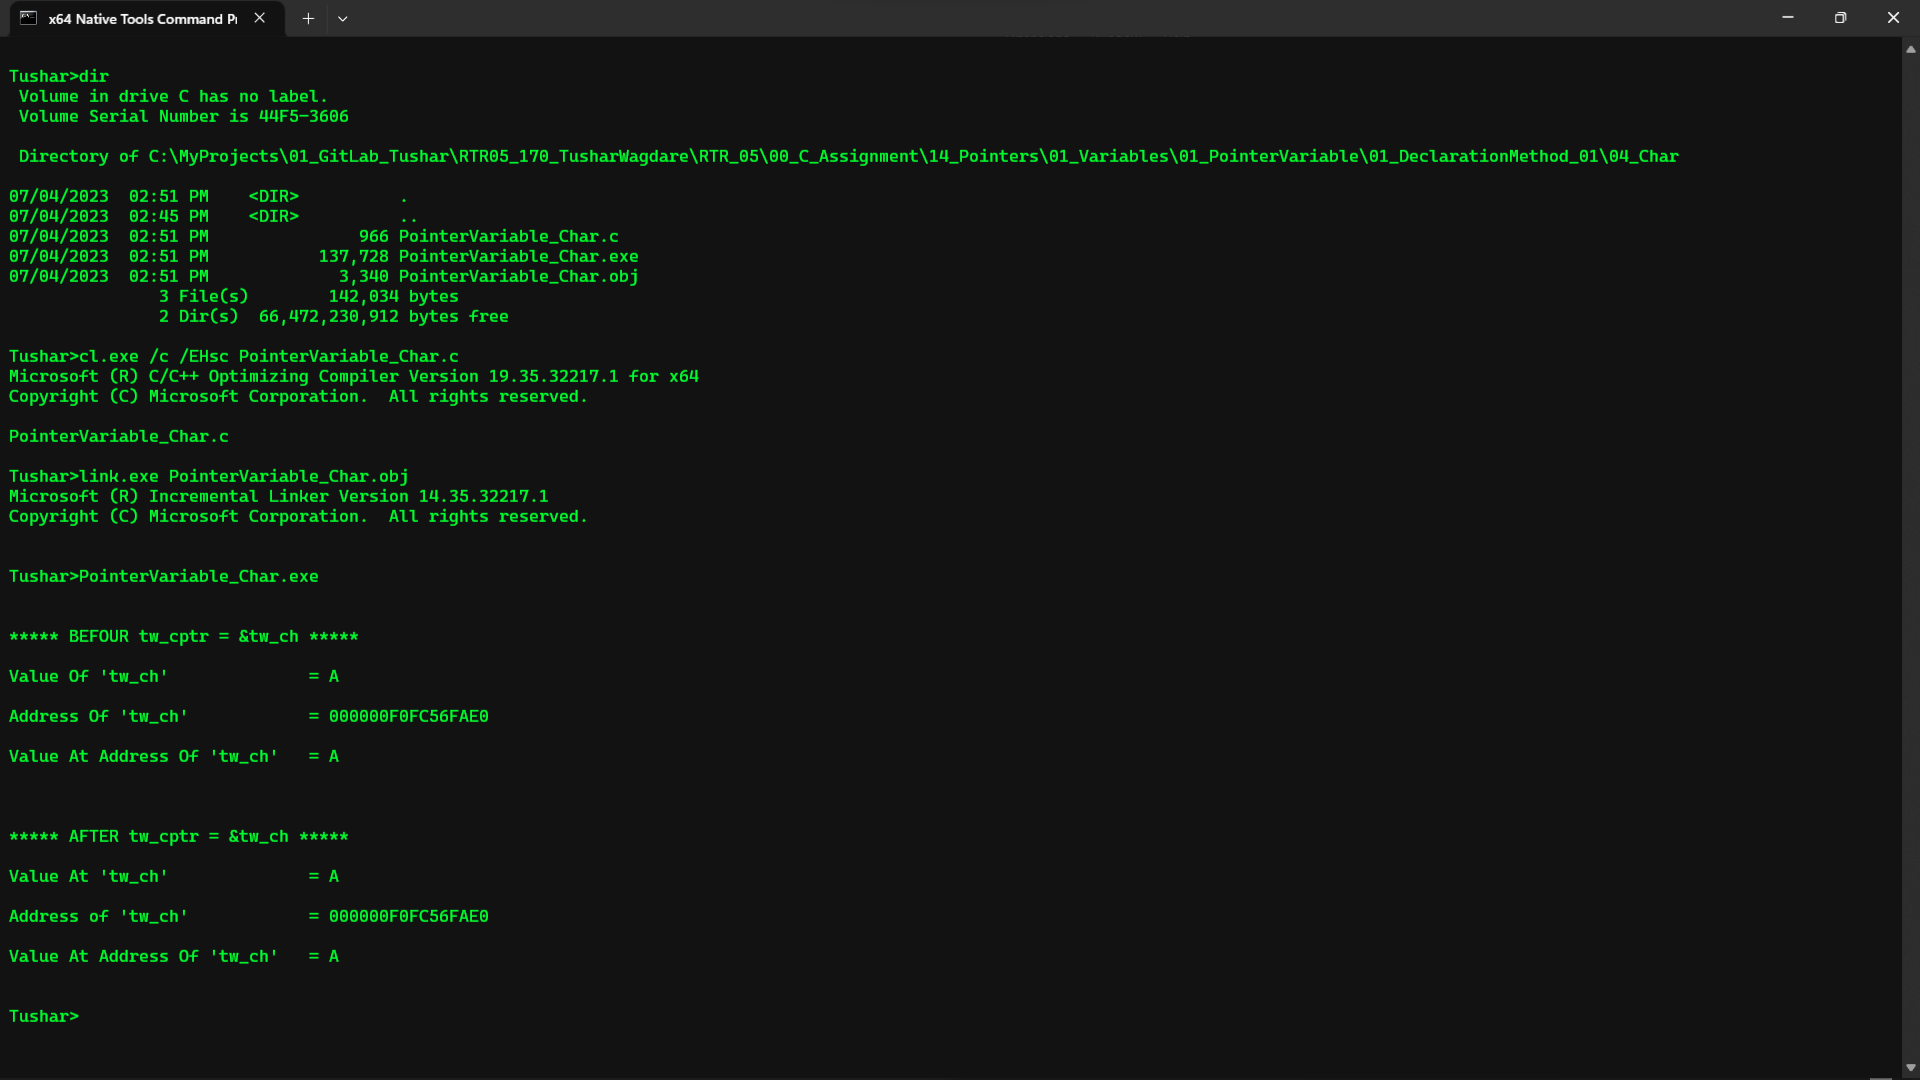 x64 Native Tools Command Pr
Tushar>dir
Volume in drive C has no label.
Volume Serial Number is 44F5-3606
Directory of C:\MyProjects\01_GitLab_Tushar\RTR05_170_TusharWagdare\RTR_05\00_C_Assignment\14_Pointers\01_Variables\01_PointerVariable\01_DeclarationMethod_01\04_Char
07/04/2023  02:51 PM    <DIR>          .
07/04/2023  02:45 PM    <DIR>          ..
07/04/2023  02:51 PM               966 PointerVariable_Char.c
07/04/2023  02:51 PM           137,728 PointerVariable_Char.exe
07/04/2023  02:51 PM             3,340 PointerVariable_Char.obj
3 File(s)        142,034 bytes
2 Dir(s)  66,472,230,912 bytes free
Tushar>cl.exe /c /EHsc PointerVariable_Char.c
Microsoft (R) C/C++ Optimizing Compiler Version 19.35.32217.1 for x64
Copyright (C) Microsoft Corporation.  All rights reserved.
PointerVariable_Char.c
Tushar>link.exe PointerVariable_Char.obj
Microsoft (R) Incremental Linker Version 14.35.32217.1
Copyright (C) Microsoft Corporation.  All rights reserved.
Tushar>PointerVariable_Char.exe
***** BEFOUR tw_cptr = &tw_ch *****
Value Of 'tw_ch'              = A
Address Of 'tw_ch'            = 000000F0FC56FAE0
Value At Address Of 'tw_ch'   = A
***** AFTER tw_cptr = &tw_ch *****
Value At 'tw_ch'              = A
Address of 'tw_ch'            = 000000F0FC56FAE0
Value At Address Of 'tw_ch'   = A
Tushar>